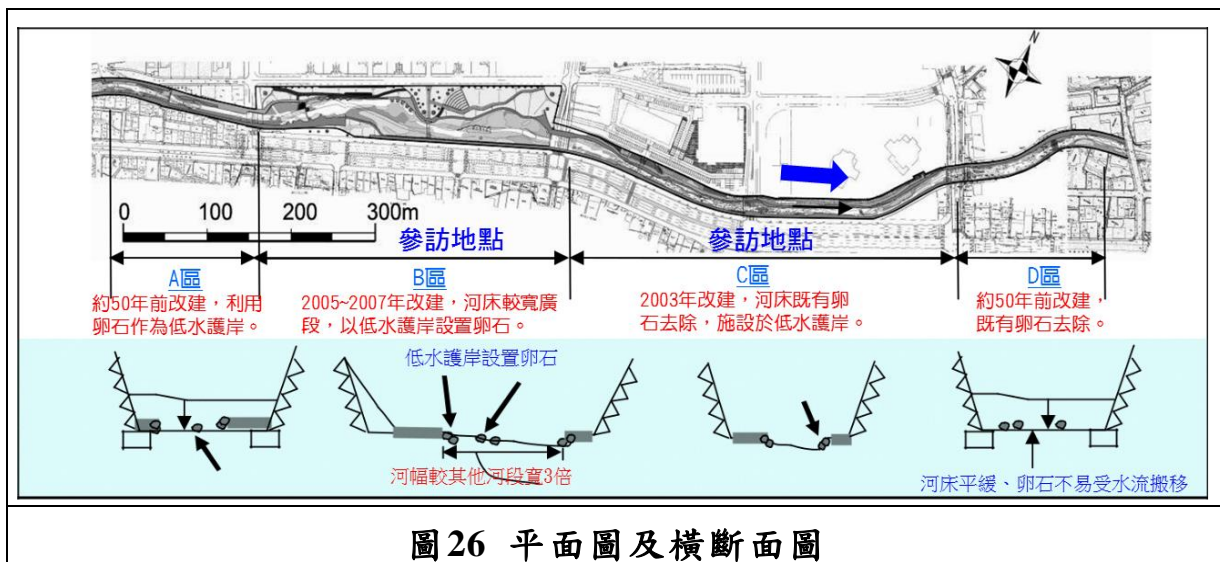 N
0 100 200 300m
參訪地點 參訪地點
A區
約50年前改建，利用
卵石作為低水護岸。
B區
2005~2007年改建，河床較寬廣
段，以低水護岸設置卵石。
C區
2003年改建，河床既有卵
石去除，施設於低水護岸。
D區
約50年前改建，
既有卵石去除。
低水護岸設置卵石
河幅較其他河段寬3倍
河床平緩、卵石不易受水流搬移
圖26 平面圖及橫斷面圖